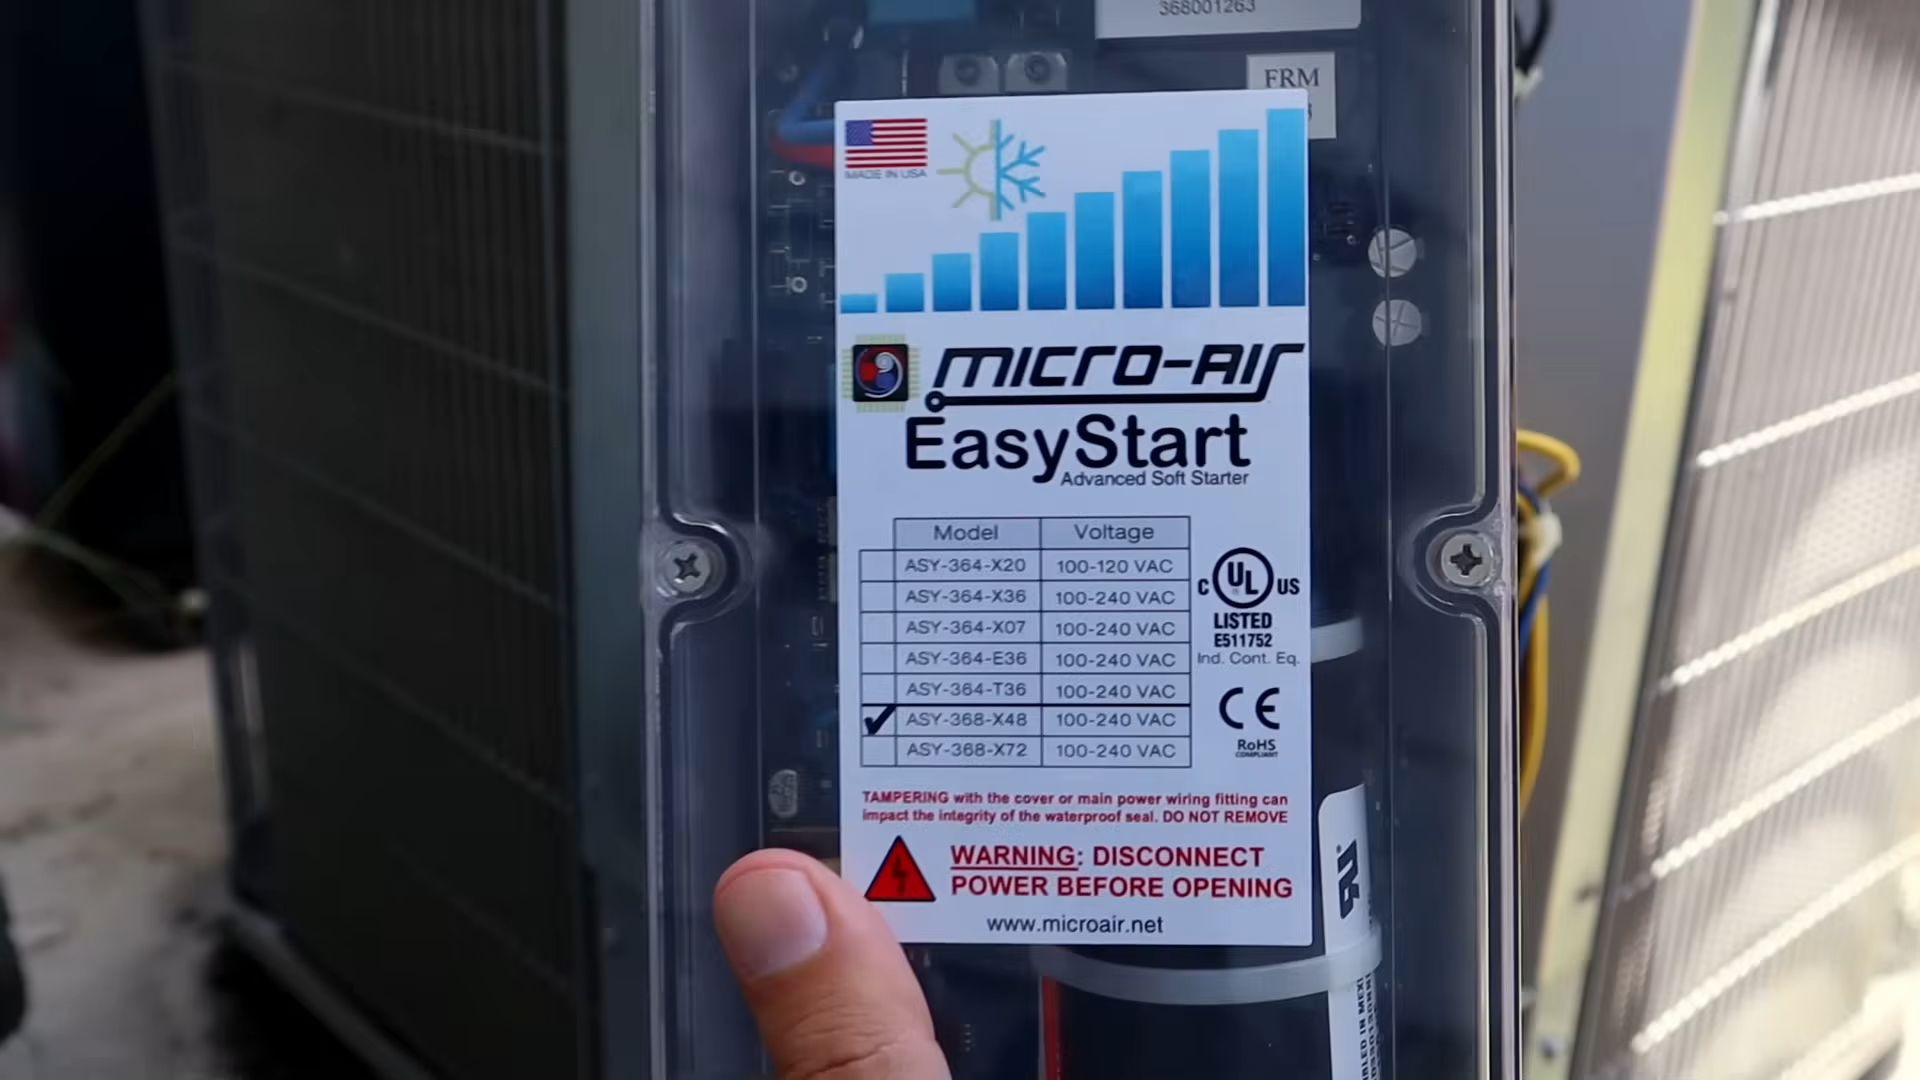 368001263
FRM
MADE IN USA
MICRO-AIR
EasyStart
Advanced Soft Starter
Model Voltage
ASY-364-X20 100-120 VAC
ASY-364-X36 100-240 VAC
ASY-364-X07 100-240 VAC
ASY-364-E36 100-240 VAC
ASY-364-T36 100-240 VAC
✓ ASY-368-X48 100-240 VAC
ASY-368-X72 100-240 VAC
C UL US
LISTED
E511752
Ind. Cont. Eq.
CE
RoHS
COMPLIANT
TAMPERING with the cover or main power wiring fitting can
impact the integrity of the waterproof seal. DO NOT REMOVE
WARNING: DISCONNECT
POWER BEFORE OPENING
www.microair.net